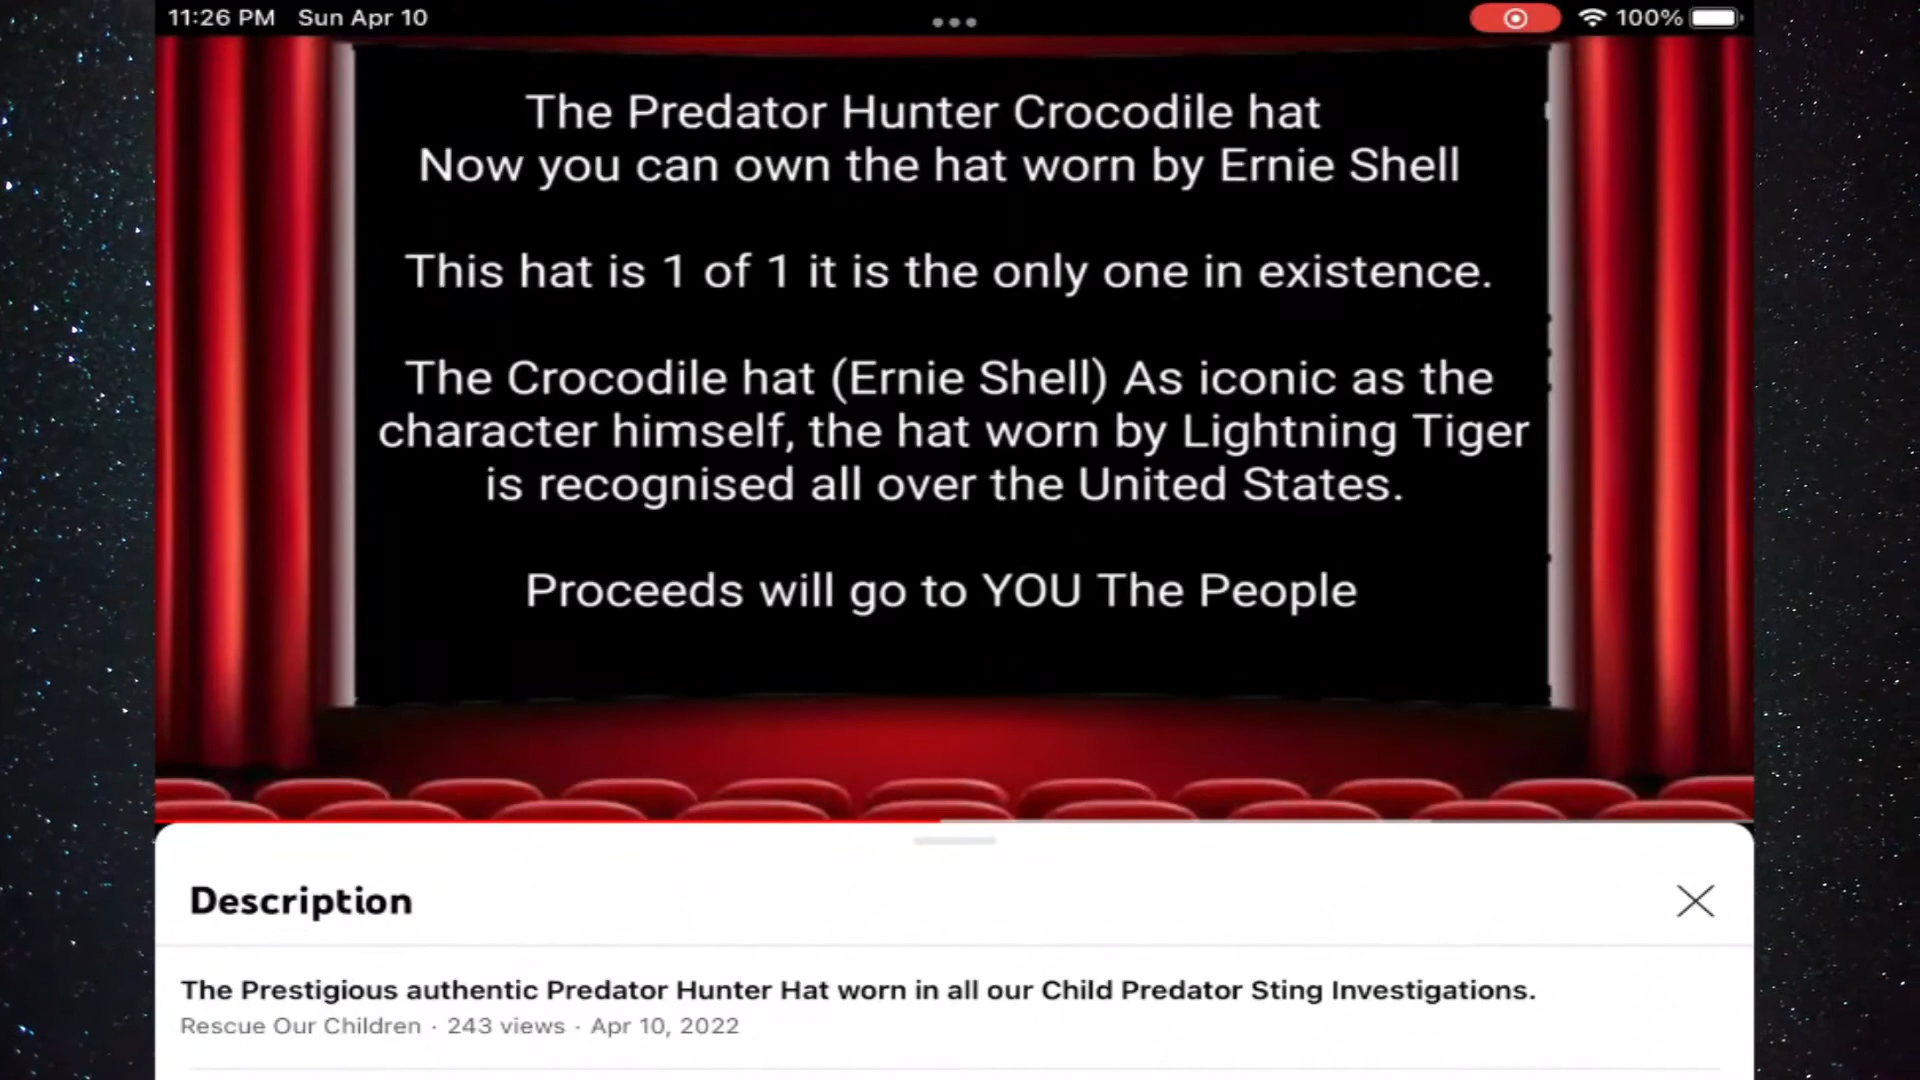 11:26 PM Sun Apr 10
100%
The Predator Hunter Crocodile hat
Now you can own the hat worn by Ernie Shell
This hat is 1 of 1 it is the only one in existence.
The Crocodile hat (Ernie Shell) As iconic as the
character himself, the hat worn by Lightning Tiger
is recognised all over the United States.
Proceeds will go to YOU The People
Description
The Prestigious authentic Predator Hunter Hat worn in all our Child Predator Sting Investigations.
Rescue Our Children · 243 views · Apr 10, 2022